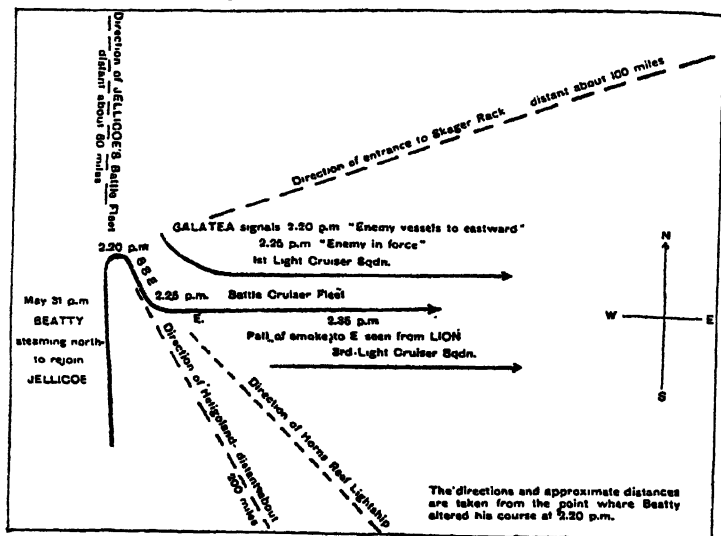 Direction of JELLICOE'S Battle Fleet
distant about 60 miles
Direction of entrance to Skager Rack distant about 100 miles
GALATEA signals 2.20 p.m "Enemy vessels to eastward"
2.25 p.m "Enemy in force"
1st Light Cruiser Sqdn.
2.20 p.m
S S E
2.25 p.m. Battle Cruiser Fleet
E.
2.35 p.m
Pall of smoke to E seen from LION
3rd Light Cruiser Sqdn.
May 31 p.m
BEATTY
steaming north
to rejoin
JELLICOE
Direction of Heligoland distant about
200 miles
Direction of Horns Reef Lightship
N
W
E
S
The directions and approximate distances
are taken from the point where Beatty
altered his course at 2.20 p.m.